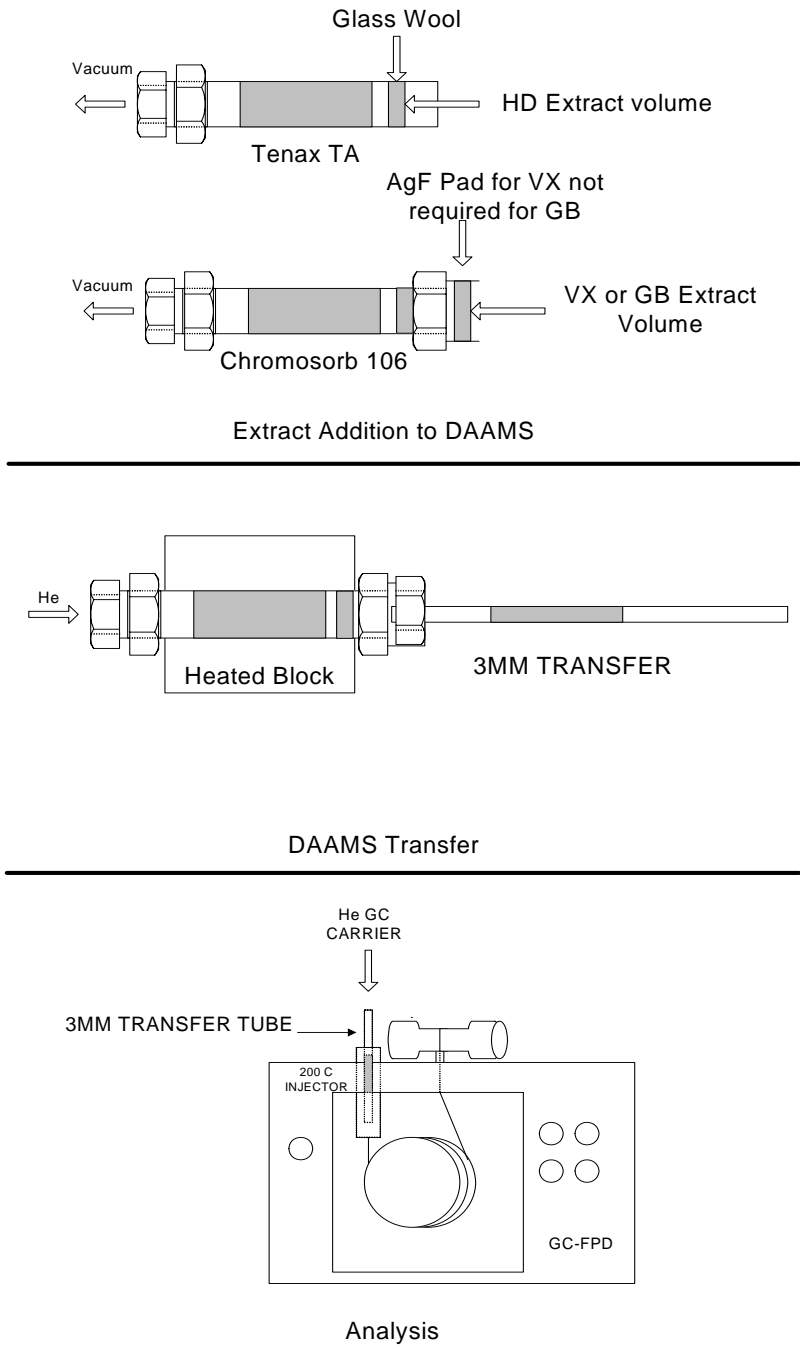 Glass Wool
Vacuum
HD Extract volume
Tenax TA
AgF Pad for VX not
required for GB
Vacuum
VX or GB Extract
Volume
Chromosorb 106
Extract Addition to DAAMS
He
Heated Block
3MM TRANSFER
DAAMS Transfer
He GC
CARRIER
3MM TRANSFER TUBE
200 C
INJECTOR
GC-FPD
Analysis